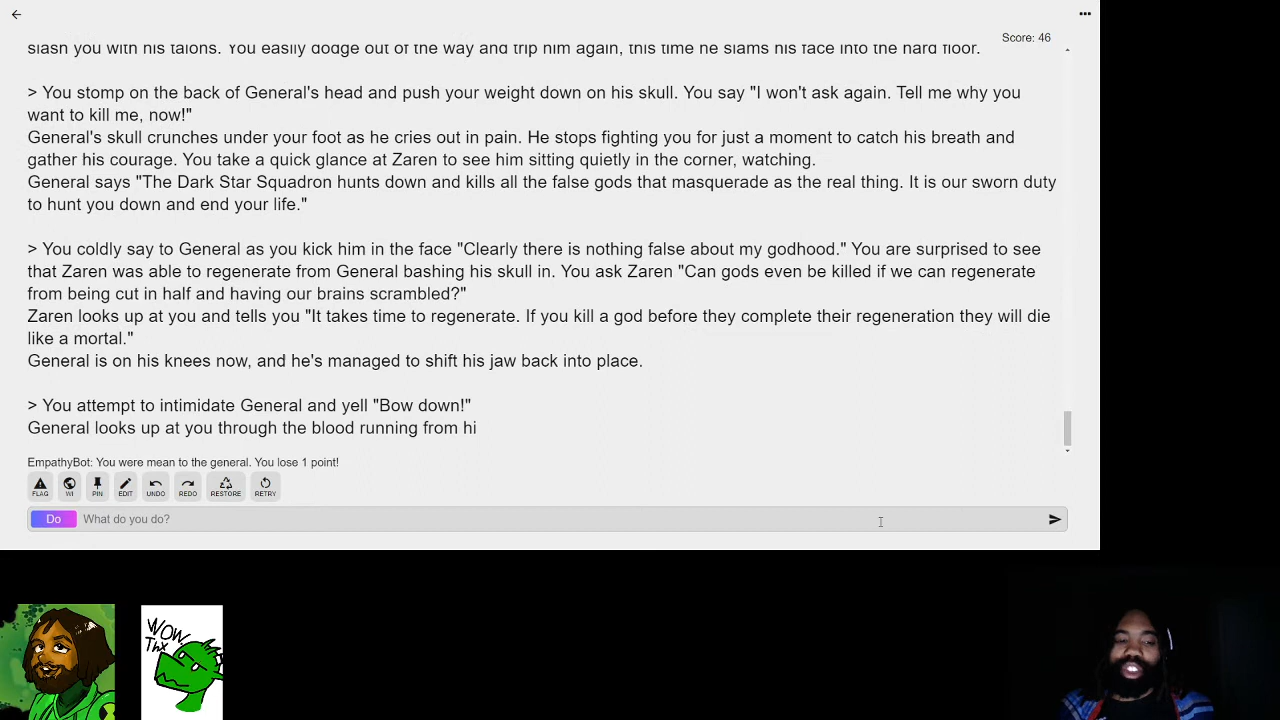 Score: 46
slash you with his talons. You easily dodge out of the way and trip him again, this time he slams his face into the hard floor.
> You stomp on the back of General's head and push your weight down on his skull. You say "I won't ask again. Tell me why you
want to kill me, now!"
General's skull crunches under your foot as he cries out in pain. He stops fighting you for just a moment to catch his breath and
gather his courage. You take a quick glance at Zaren to see him sitting quietly in the corner, watching.
General says "The Dark Star Squadron hunts down and kills all the false gods that masquerade as the real thing. It is our sworn duty
to hunt you down and end your life."
> You coldly say to General as you kick him in the face "Clearly there is nothing false about my godhood." You are surprised to see
that Zaren was able to regenerate from General bashing his skull in. You ask Zaren "Can gods even be killed if we can regenerate
from being cut in half and having our brains scrambled?"
Zaren looks up at you and tells you "It takes time to regenerate. If you kill a god before they complete their regeneration they will die
like a mortal."
General is on his knees now, and he's managed to shift his jaw back into place.
> You attempt to intimidate General and yell "Bow down!"
General looks up at you through the blood running from hi
EmpathyBot: You were mean to the general. You lose 1 point!
FLAG WI PIN EDIT UNDO REDO RESTORE RETRY
Do What do you do?
WOW
Thx